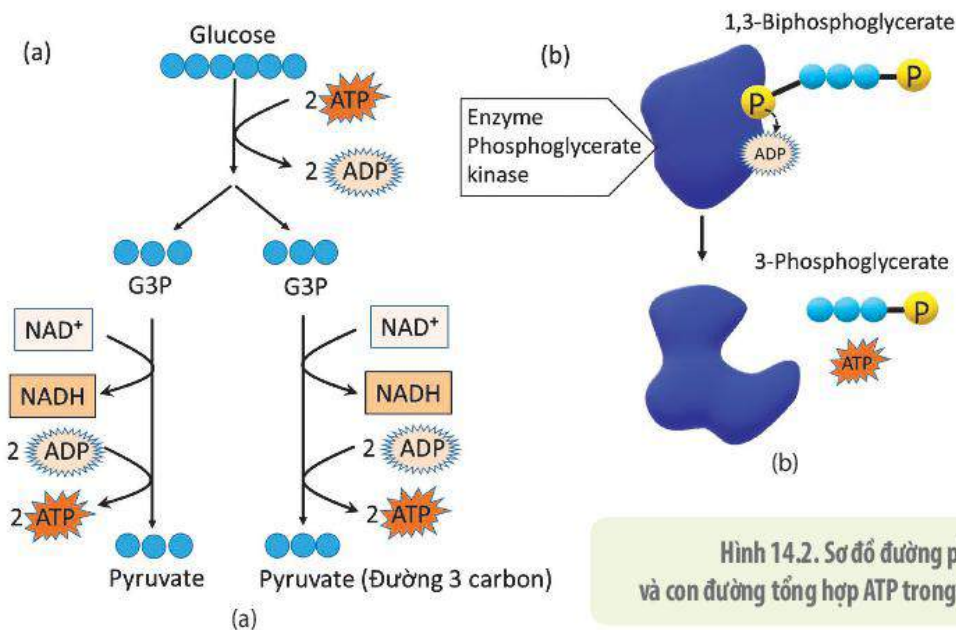 (a)
Glucose
2 ATP
2 ADP
G3P
G3P
NAD⁺
NAD⁺
NADH
NADH
2 ADP
2 ADP
2 ATP
2 ATP
Pyruvate
Pyruvate (Đường 3 carbon)
(a)
(b)
1,3-Biphosphoglycerate
P
P
ADP
Enzyme
Phosphoglycerate
kinase
3-Phosphoglycerate
P
ATP
(b)
Hình 14.2. Sơ đồ đường p
và con đường tổng hợp ATP trong